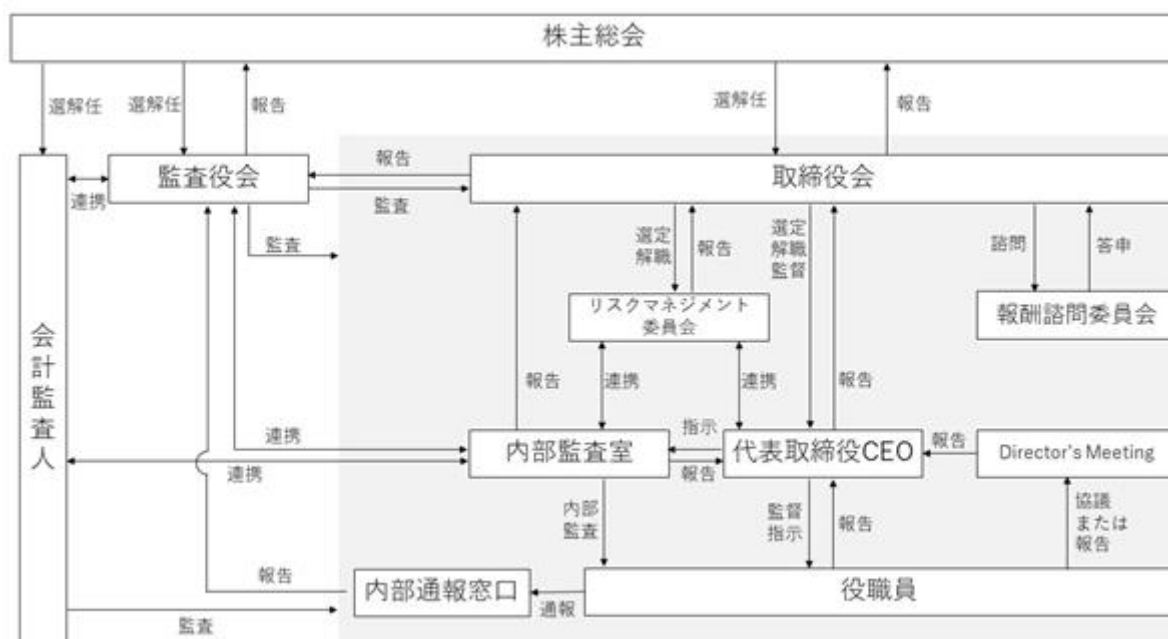 株主総会
選解任
選解任
報告
選解任
報告
監査役会
報告
監査
取締役会
連携
監査
選定
解職
報告
選定
解職
監督
諮問
答申
リスクマネジメント
委員会
報酬諮問委員会
会計監査人
報告
連携
連携
報告
連携
連携
内部監査室
指示
報告
代表取締役CEO
報告
Director's Meeting
内部
監査
監督
指示
報告
協議
または
報告
報告
内部通報窓口
通報
役職員
監査